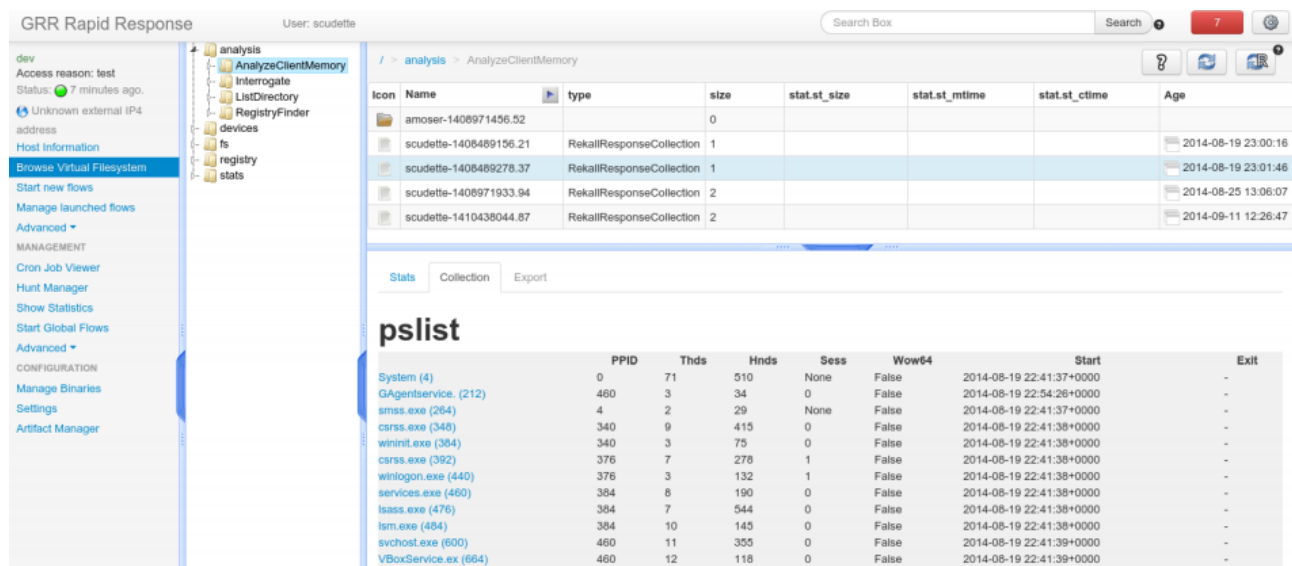 GRR Rapid Response
User: scudette
Search Box
Search
7
dev
Access reason: test
Status: 7 minutes ago.
Unknown external IP4
address
Host Information
Browse Virtual Filesystem
Start new flows
Manage launched flows
Advanced
MANAGEMENT
Cron Job Viewer
Hunt Manager
Show Statistics
Start Global Flows
Advanced
CONFIGURATION
Manage Binaries
Settings
Artifact Manager
analysis
AnalyzeClientMemory
Interrogate
ListDirectory
RegistryFinder
devices
fs
registry
stats
/ > analysis > AnalyzeClientMemory
Icon Name type size stat.st_size stat.st_mtime stat.st_ctime Age
amoser-1408971456.52 0
scudette-1408489156.21 RekallResponseCollection 1 2014-08-19 23:00:16
scudette-1408489278.37 RekallResponseCollection 1 2014-08-19 23:01:46
scudette-1408971933.94 RekallResponseCollection 2 2014-08-25 13:06:07
scudette-1410438044.87 RekallResponseCollection 2 2014-09-11 12:26:47
Stats Collection Export
pslist
PPID Thds Hnds Sess Wow64 Start Exit
System (4) 0 71 510 None False 2014-08-19 22:41:37+0000 -
GAgentservice. (212) 460 3 34 0 False 2014-08-19 22:54:26+0000 -
smss.exe (264) 4 2 29 None False 2014-08-19 22:41:37+0000 -
csrss.exe (348) 340 9 415 0 False 2014-08-19 22:41:38+0000 -
wininit.exe (384) 340 3 75 0 False 2014-08-19 22:41:38+0000 -
csrss.exe (392) 376 7 278 1 False 2014-08-19 22:41:38+0000 -
winlogon.exe (440) 376 3 132 1 False 2014-08-19 22:41:38+0000 -
services.exe (460) 384 8 190 0 False 2014-08-19 22:41:38+0000 -
lsass.exe (476) 384 7 544 0 False 2014-08-19 22:41:38+0000 -
lsm.exe (484) 384 10 145 0 False 2014-08-19 22:41:38+0000 -
svchost.exe (600) 460 11 355 0 False 2014-08-19 22:41:39+0000 -
VBoxService.ex (664) 460 12 118 0 False 2014-08-19 22:41:39+0000 -